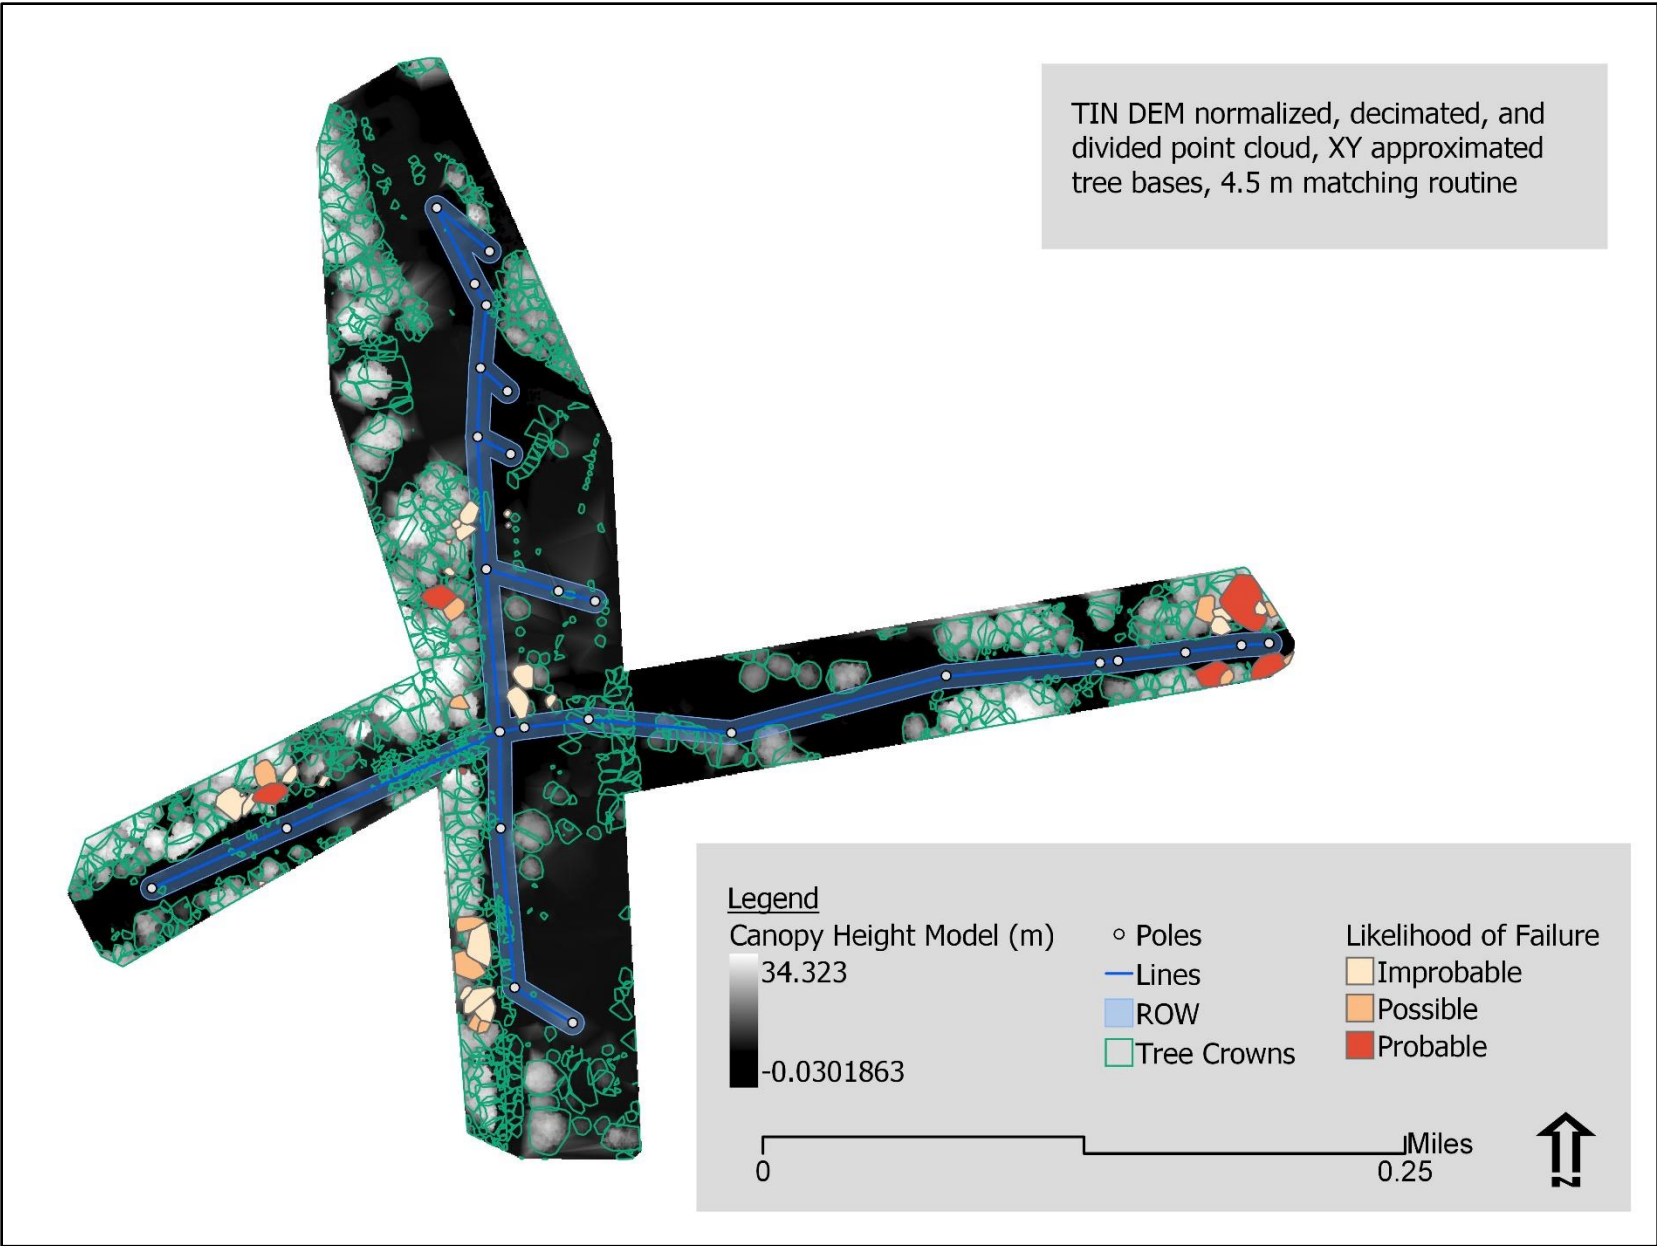 TIN DEM normalized, decimated, and
divided point cloud, XY approximated
tree bases, 4.5 m matching routine
Legend
Canopy Height Model (m)
34.323
-0.0301863
Poles
Lines
ROW
Tree Crowns
Likelihood of Failure
Improbable
Possible
Probable
Miles
0
0.25
N